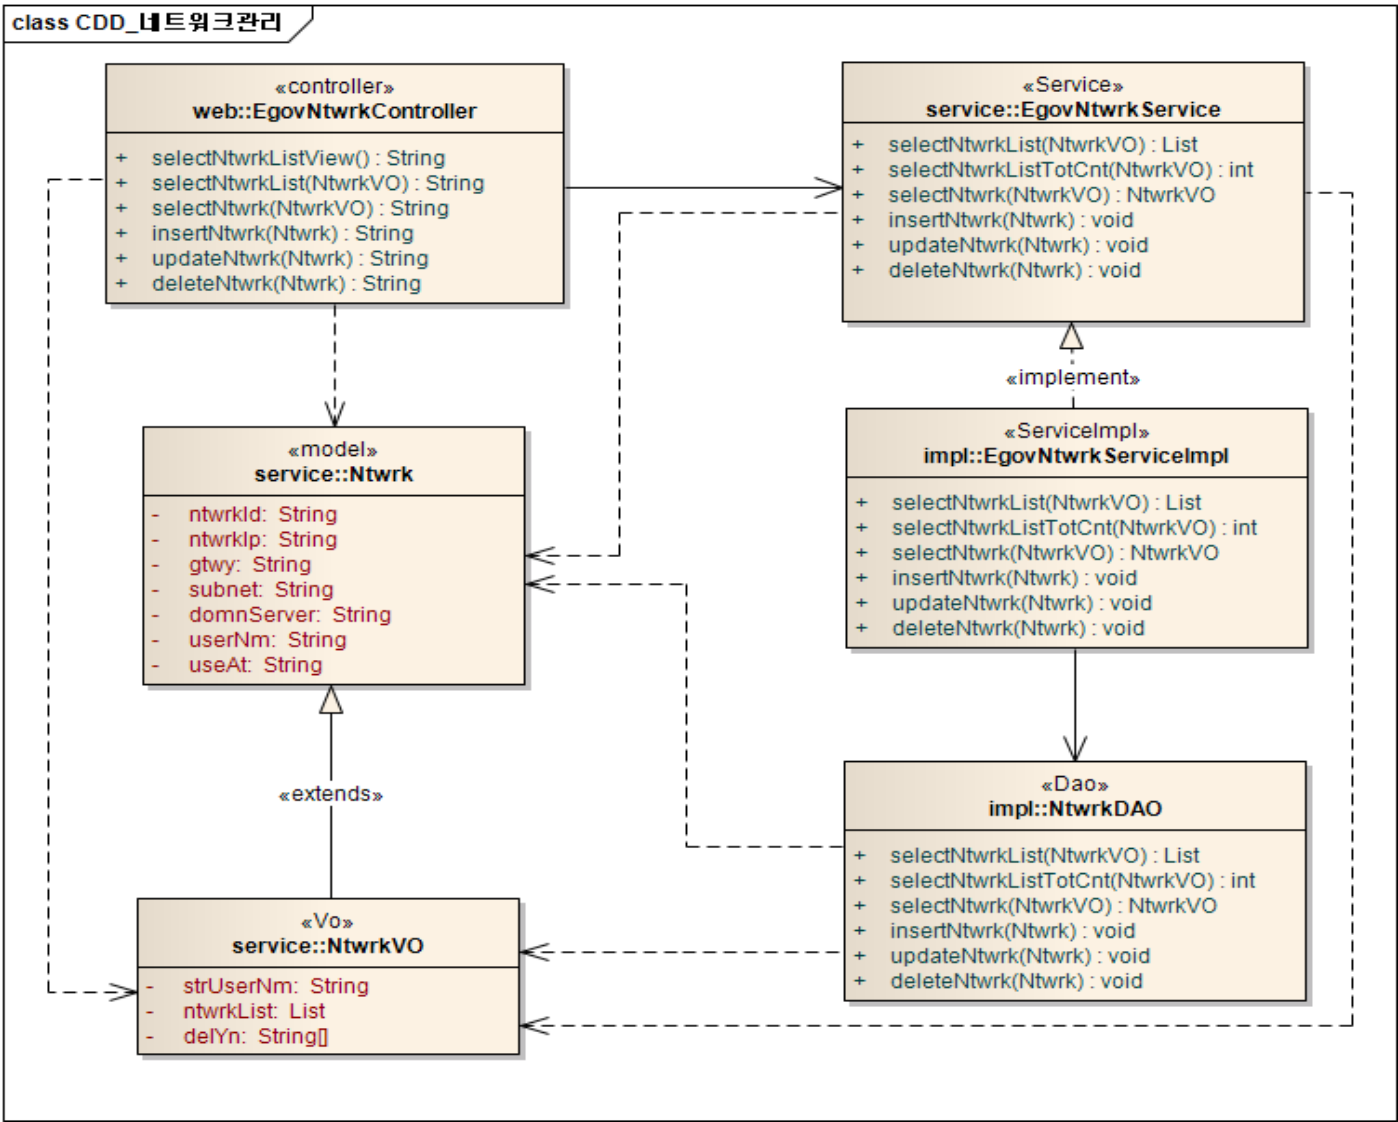 class CDD_네트워크관리
«controller»
web::EgovNtwrkController
+ selectNtwrkListView() : String
+ selectNtwrkList(NtwrkVO) : String
+ selectNtwrk(NtwrkVO) : String
+ insertNtwrk(Ntwrk) : String
+ updateNtwrk(Ntwrk) : String
+ deleteNtwrk(Ntwrk) : String
«Service»
service::EgovNtwrkService
+ selectNtwrkList(NtwrkVO) : List
+ selectNtwrkListTotCnt(NtwrkVO) : int
+ selectNtwrk(NtwrkVO) : NtwrkVO
+ insertNtwrk(Ntwrk) : void
+ updateNtwrk(Ntwrk) : void
+ deleteNtwrk(Ntwrk) : void
«implement»
«model»
service::Ntwrk
- ntwrkId: String
- ntwrkIp: String
- gtwy: String
- subnet: String
- domnServer: String
- userNm: String
- useAt: String
«ServiceImpl»
impl::EgovNtwrkServiceImpl
+ selectNtwrkList(NtwrkVO) : List
+ selectNtwrkListTotCnt(NtwrkVO) : int
+ selectNtwrk(NtwrkVO) : NtwrkVO
+ insertNtwrk(Ntwrk) : void
+ updateNtwrk(Ntwrk) : void
+ deleteNtwrk(Ntwrk) : void
«extends»
«Dao»
impl::NtwrkDAO
+ selectNtwrkList(NtwrkVO) : List
+ selectNtwrkListTotCnt(NtwrkVO) : int
+ selectNtwrk(NtwrkVO) : NtwrkVO
+ insertNtwrk(Ntwrk) : void
+ updateNtwrk(Ntwrk) : void
+ deleteNtwrk(Ntwrk) : void
«Vo»
service::NtwrkVO
- strUserNm: String
- ntwrkList: List
- delYn: String[]